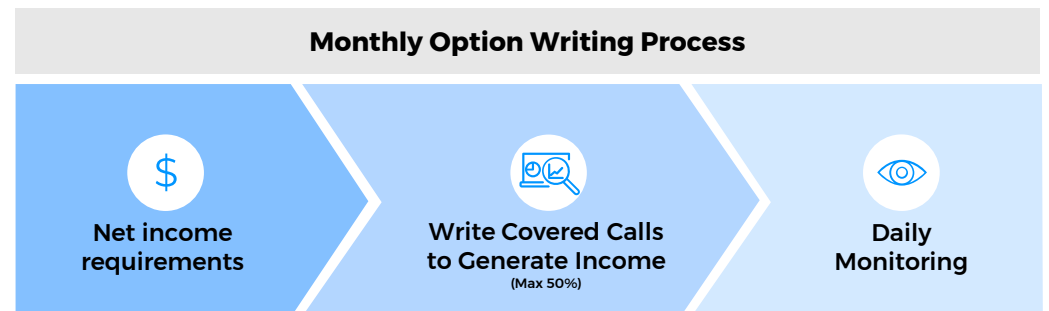 Monthly Option Writing Process
$
Net income
requirements
Write Covered Calls
to Generate Income
(Max 50%)
Daily
Monitoring